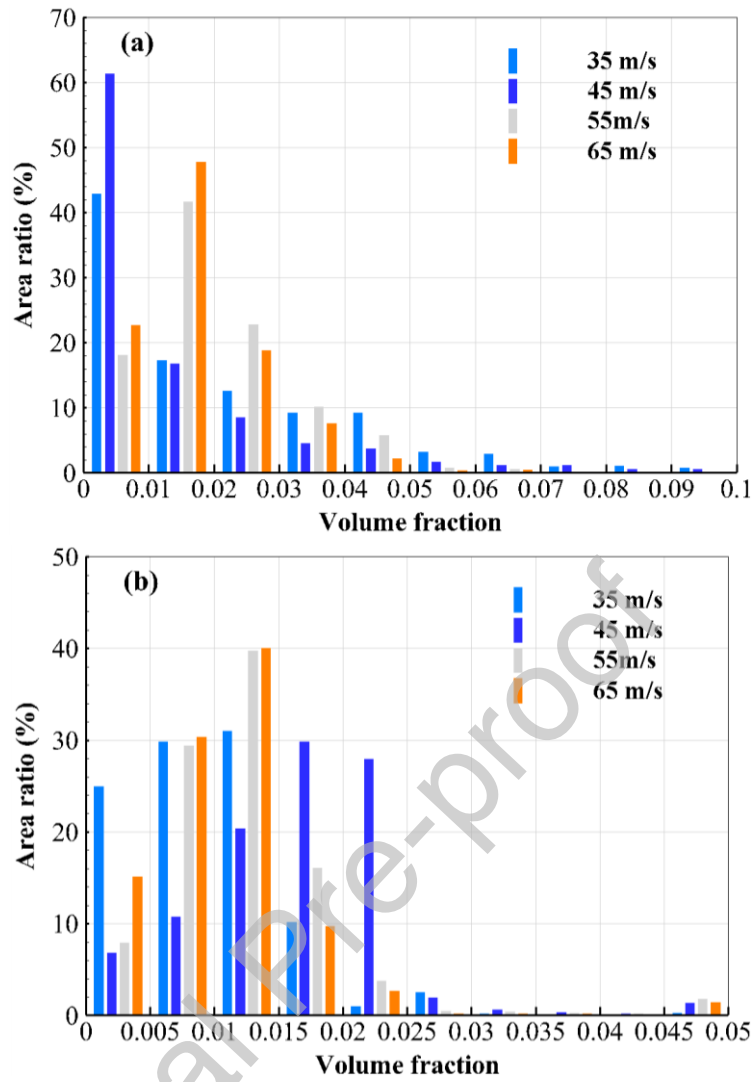 70
(a)
35 m/s
60
45 m/s
55m/s
50
65 m/s
40
30
20
10
0
0 0.01 0.02 0.03 0.04 0.05 0.06 0.07 0.08 0.09 0.1
Area ratio (%)
Volume fraction
50
(b)
35 m/s
45 m/s
40
55m/s
65 m/s
30
20
10
0
0 0.005 0.010 0.015 0.02 0.025 0.03 0.035 0.04 0.045 0.05
Area ratio (%)
Volume fraction
al Pre-proof